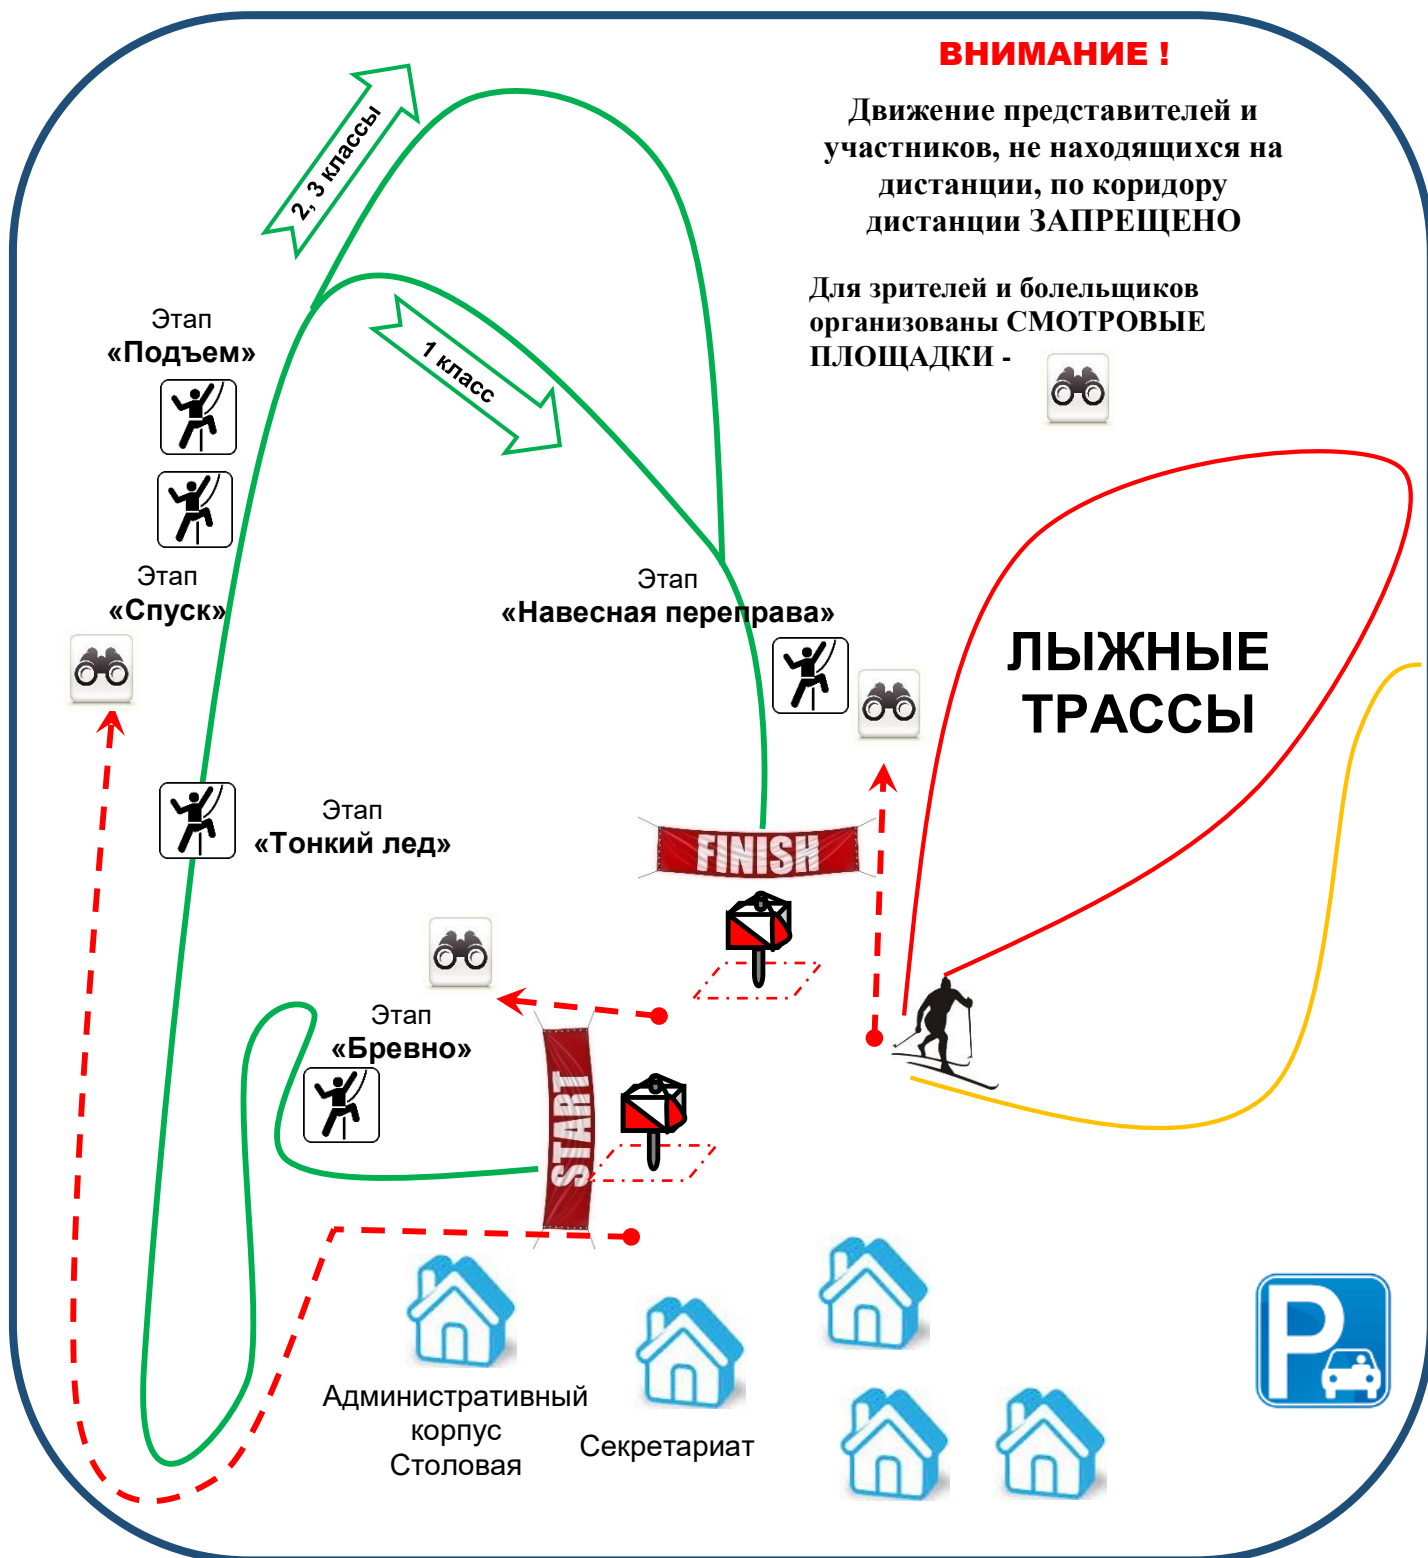 ВНИМАНИЕ !
Движение представителей и
участников, не находящихся на
дистанции, по коридору
дистанции ЗАПРЕЩЕНО
Для зрителей и болельщиков
организованы СМОТРОВЫЕ
ПЛОЩАДКИ -
2, 3 классы
1 класс
Этап
«Подъем»
Этап
«Спуск»
Этап
«Навесная переправа»
ЛЫЖНЫЕ
ТРАССЫ
Этап
«Тонкий лед»
FINISH
Этап
«Бревно»
START
Административный
корпус
Столовая
Секретариат
P